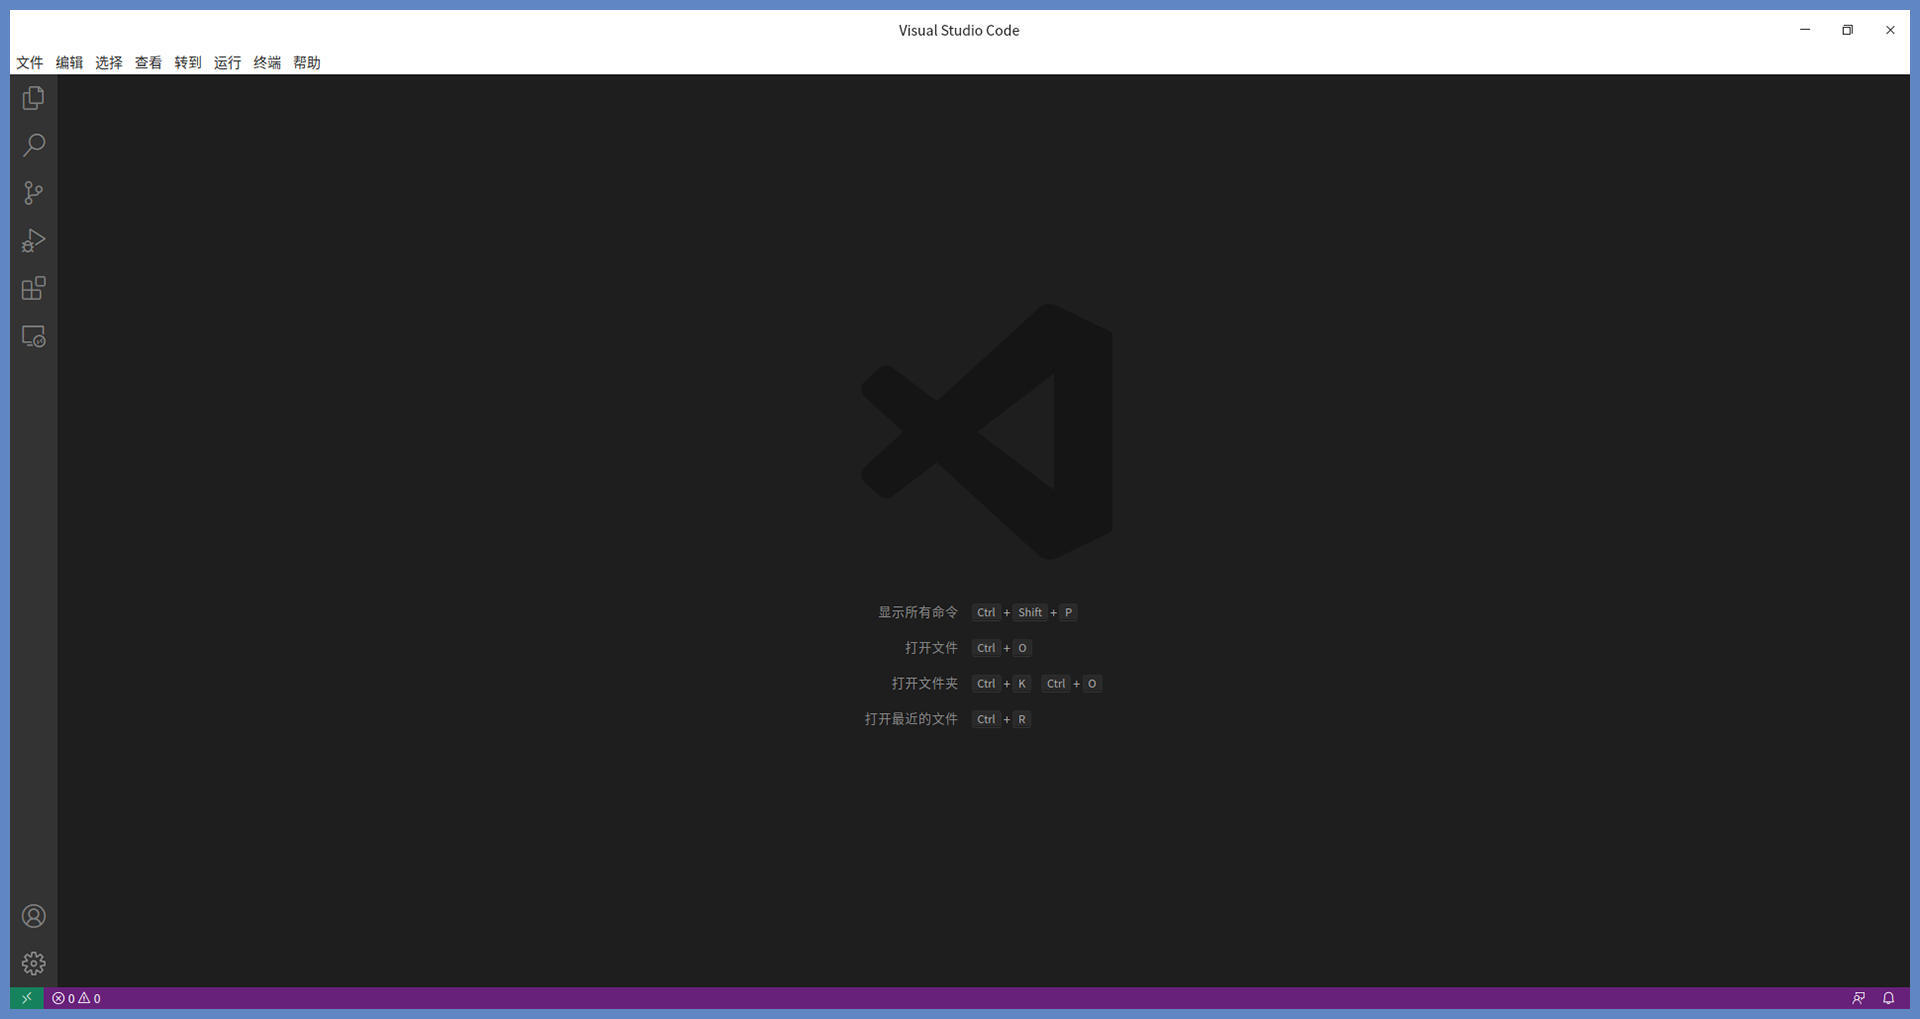 Visual Studio Code
文件 编辑 选择 查看 转到 运行 终端 帮助
显示所有命令 Ctrl + Shift + P
打开文件 Ctrl + O
打开文件夹 Ctrl + K Ctrl + O
打开最近的文件 Ctrl + R
0 0